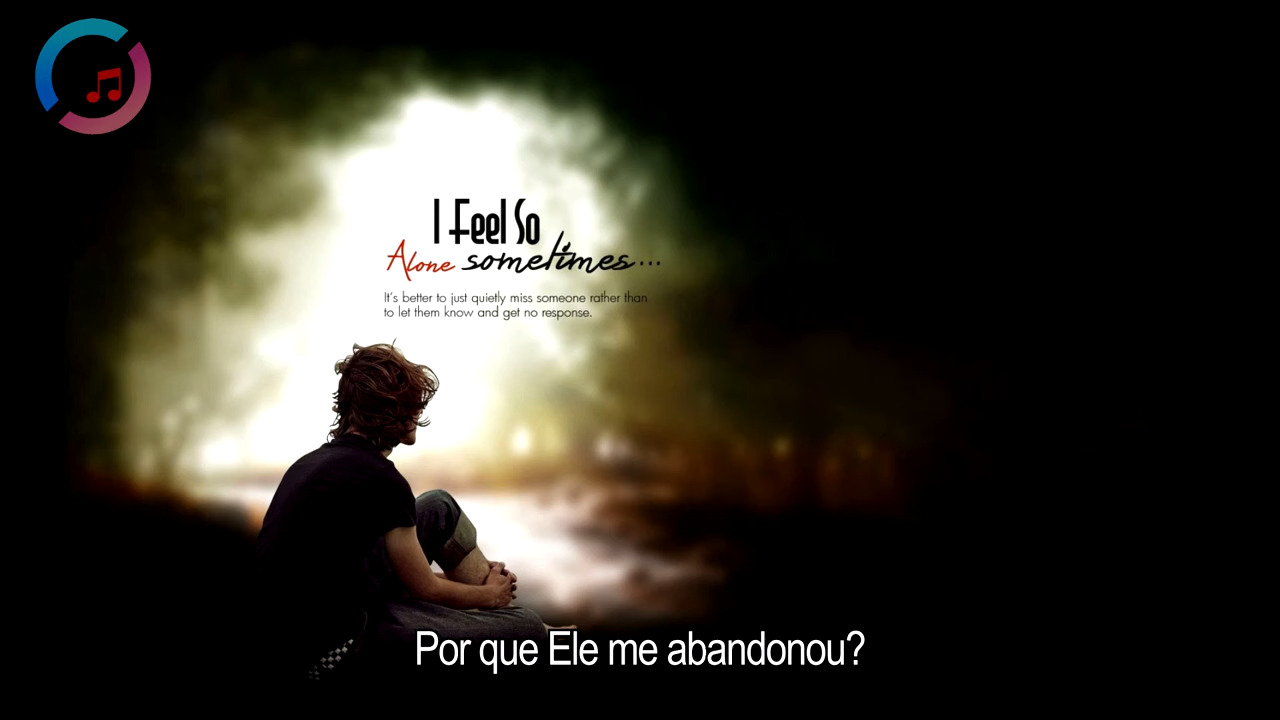 I Feel So
Alone sometimes...
It's better to just quietly miss someone rather than
to let them know and get no response.
Por que Ele me abandonou?